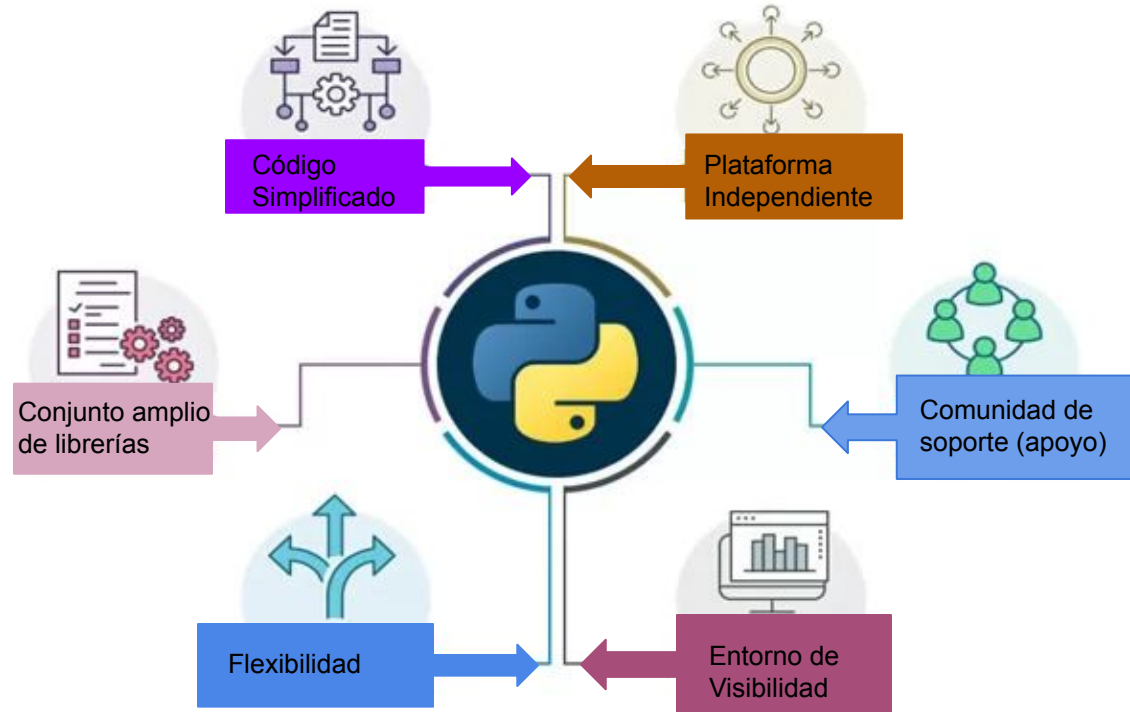 Código
Simplificado
Plataforma
Independiente
Conjunto amplio
de librerías
Comunidad de
soporte (apoyo)
Flexibilidad
Entorno de
Visibilidad